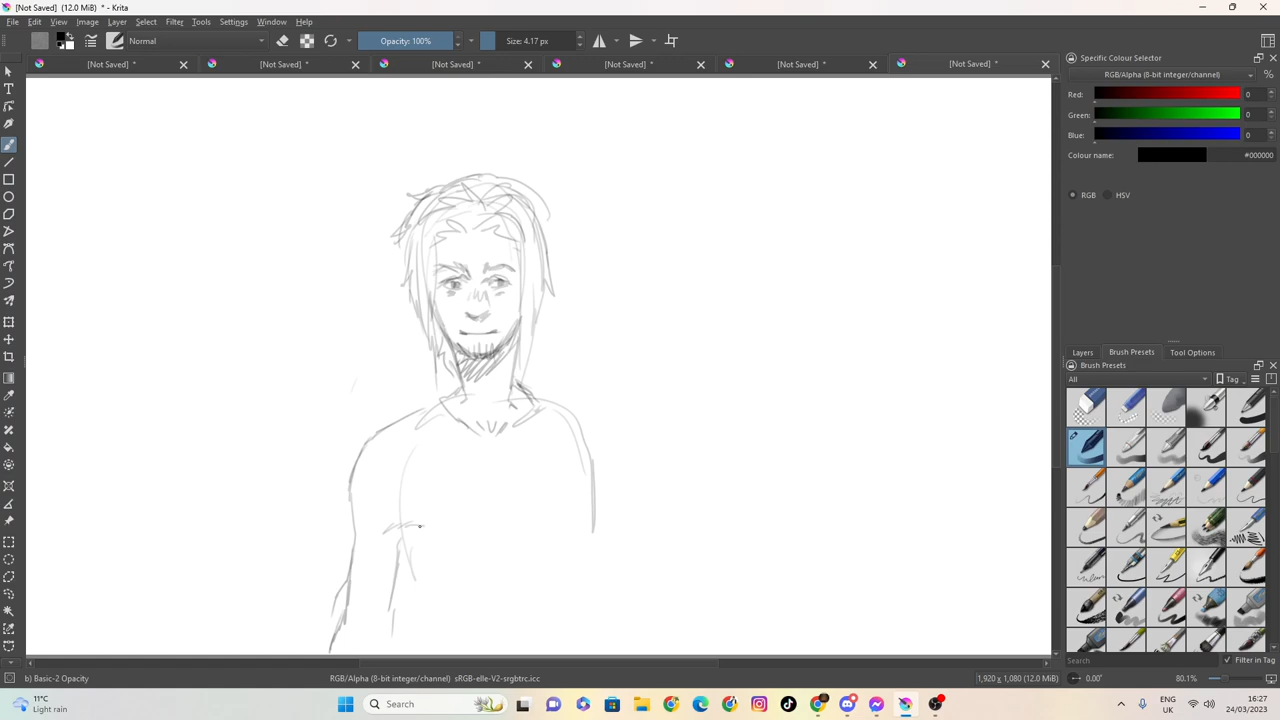 [Not Saved] (12.0 MiB) * - Krita
File Edit View Image Layer Select Filter Tools Settings Window Help
Normal Opacity: 100% Size: 4.17 px
[Not Saved] * [Not Saved] * [Not Saved] * [Not Saved] * [Not Saved] * [Not Saved] *
Specific Colour Selector
RGB/Alpha (8-bit integer/channel) %
Red: 0
Green: 0
Blue: 0
Colour name: #000000
RGB HSV
Layers Brush Presets Tool Options
Brush Presets
All Tag
Search Filter in Tag
b) Basic-2 Opacity RGB/Alpha (8-bit integer/channel) sRGB-elle-V2-srgbtrc.icc 1,920 x 1,080 (12.0 MiB) 0.00° 80.1%
11°C
Light rain
Search
ENG
UK
16:27
24/03/2023